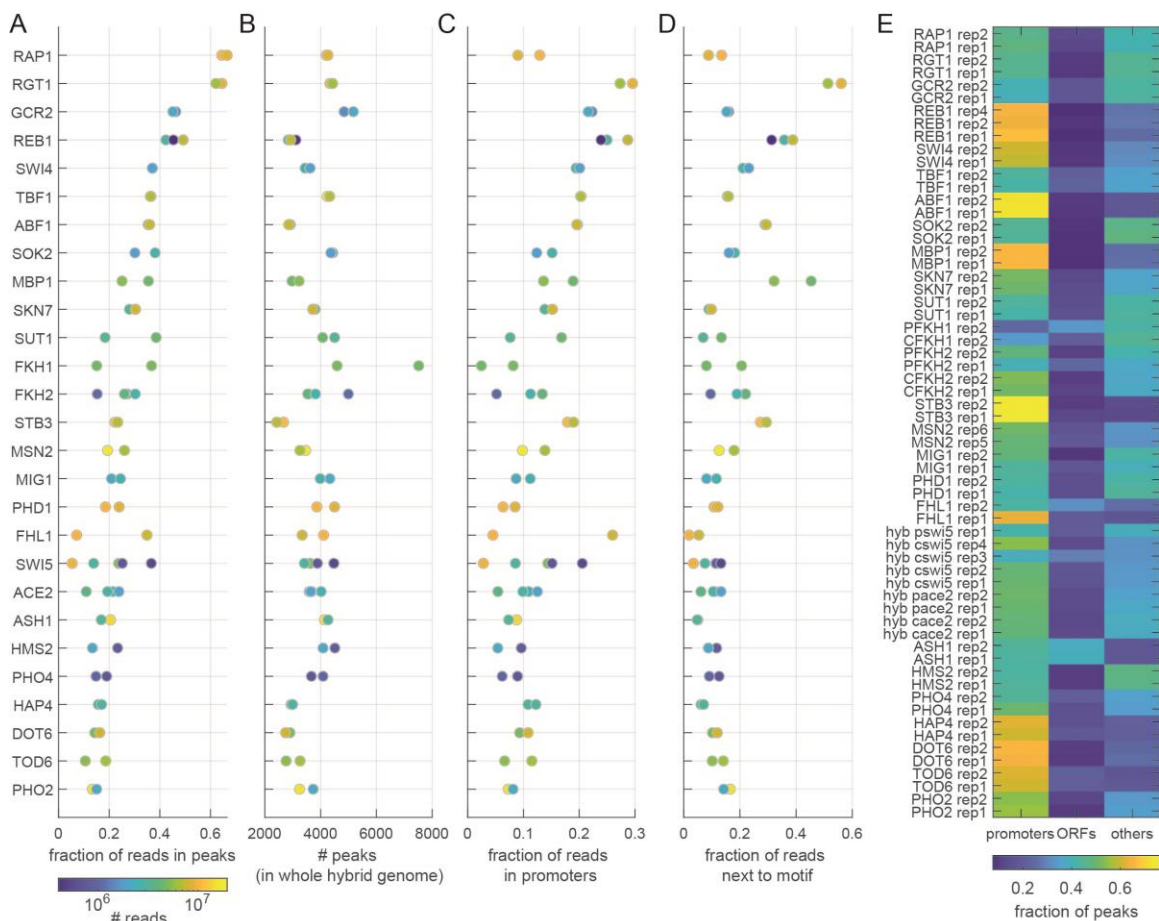 A
B
C
D
E
RAP1
RGT1
GCR2
REB1
SWI4
TBF1
ABF1
SOK2
MBP1
SKN7
SUT1
FKH1
FKH2
STB3
MSN2
MIG1
PHD1
FHL1
SWI5
ACE2
ASH1
HMS2
PHO4
HAP4
DOT6
TOD6
PHO2
0 0.2 0.4 0.6
fraction of reads in peaks
10^6 10^7
# reads
2000 4000 6000 8000
# peaks
(in whole hybrid genome)
0 0.1 0.2 0.3
fraction of reads
in promoters
0 0.2 0.4 0.6
fraction of reads
next to motif
RAP1 rep2
RAP1 rep1
RGT1 rep2
RGT1 rep1
GCR2 rep2
GCR2 rep1
REB1 rep4
REB1 rep2
REB1 rep1
SWI4 rep2
SWI4 rep1
TBF1 rep2
TBF1 rep1
ABF1 rep2
ABF1 rep1
SOK2 rep2
SOK2 rep1
MBP1 rep2
MBP1 rep1
SKN7 rep2
SKN7 rep1
SUT1 rep2
SUT1 rep1
PFKH1 rep2
CFKH1 rep2
PFKH2 rep2
PFKH2 rep1
CFKH2 rep2
CFKH2 rep1
STB3 rep2
STB3 rep1
MSN2 rep6
MSN2 rep5
MIG1 rep2
MIG1 rep1
PHD1 rep2
PHD1 rep1
FHL1 rep2
FHL1 rep1
hyb pswi5 rep1
hyb cswi5 rep4
hyb cswi5 rep3
hyb cswi5 rep2
hyb cswi5 rep1
hyb pace2 rep2
hyb pace2 rep1
hyb cace2 rep2
hyb cace2 rep1
ASH1 rep2
ASH1 rep1
HMS2 rep2
HMS2 rep1
PHO4 rep2
PHO4 rep1
HAP4 rep2
HAP4 rep1
DOT6 rep2
DOT6 rep1
TOD6 rep2
TOD6 rep1
PHO2 rep2
PHO2 rep1
promoters ORFs others
0.2 0.4 0.6
fraction of peaks